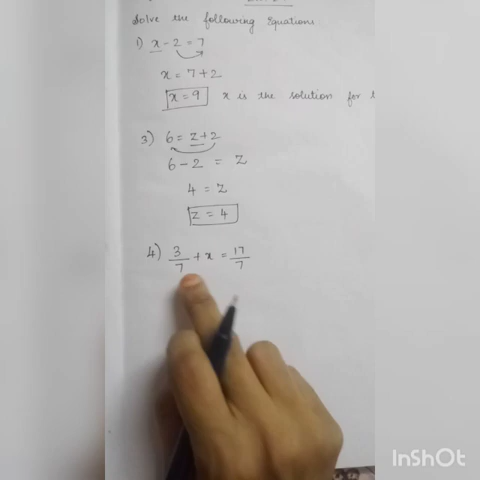 Solve the following Equations
1) x - 2 = 7
x = 7 + 2
x = 9 x is the solution for
3) 6 = z + 2
6 - 2 = z
4 = z
z = 4
4) 3/7 + x = 17/7
InShOt